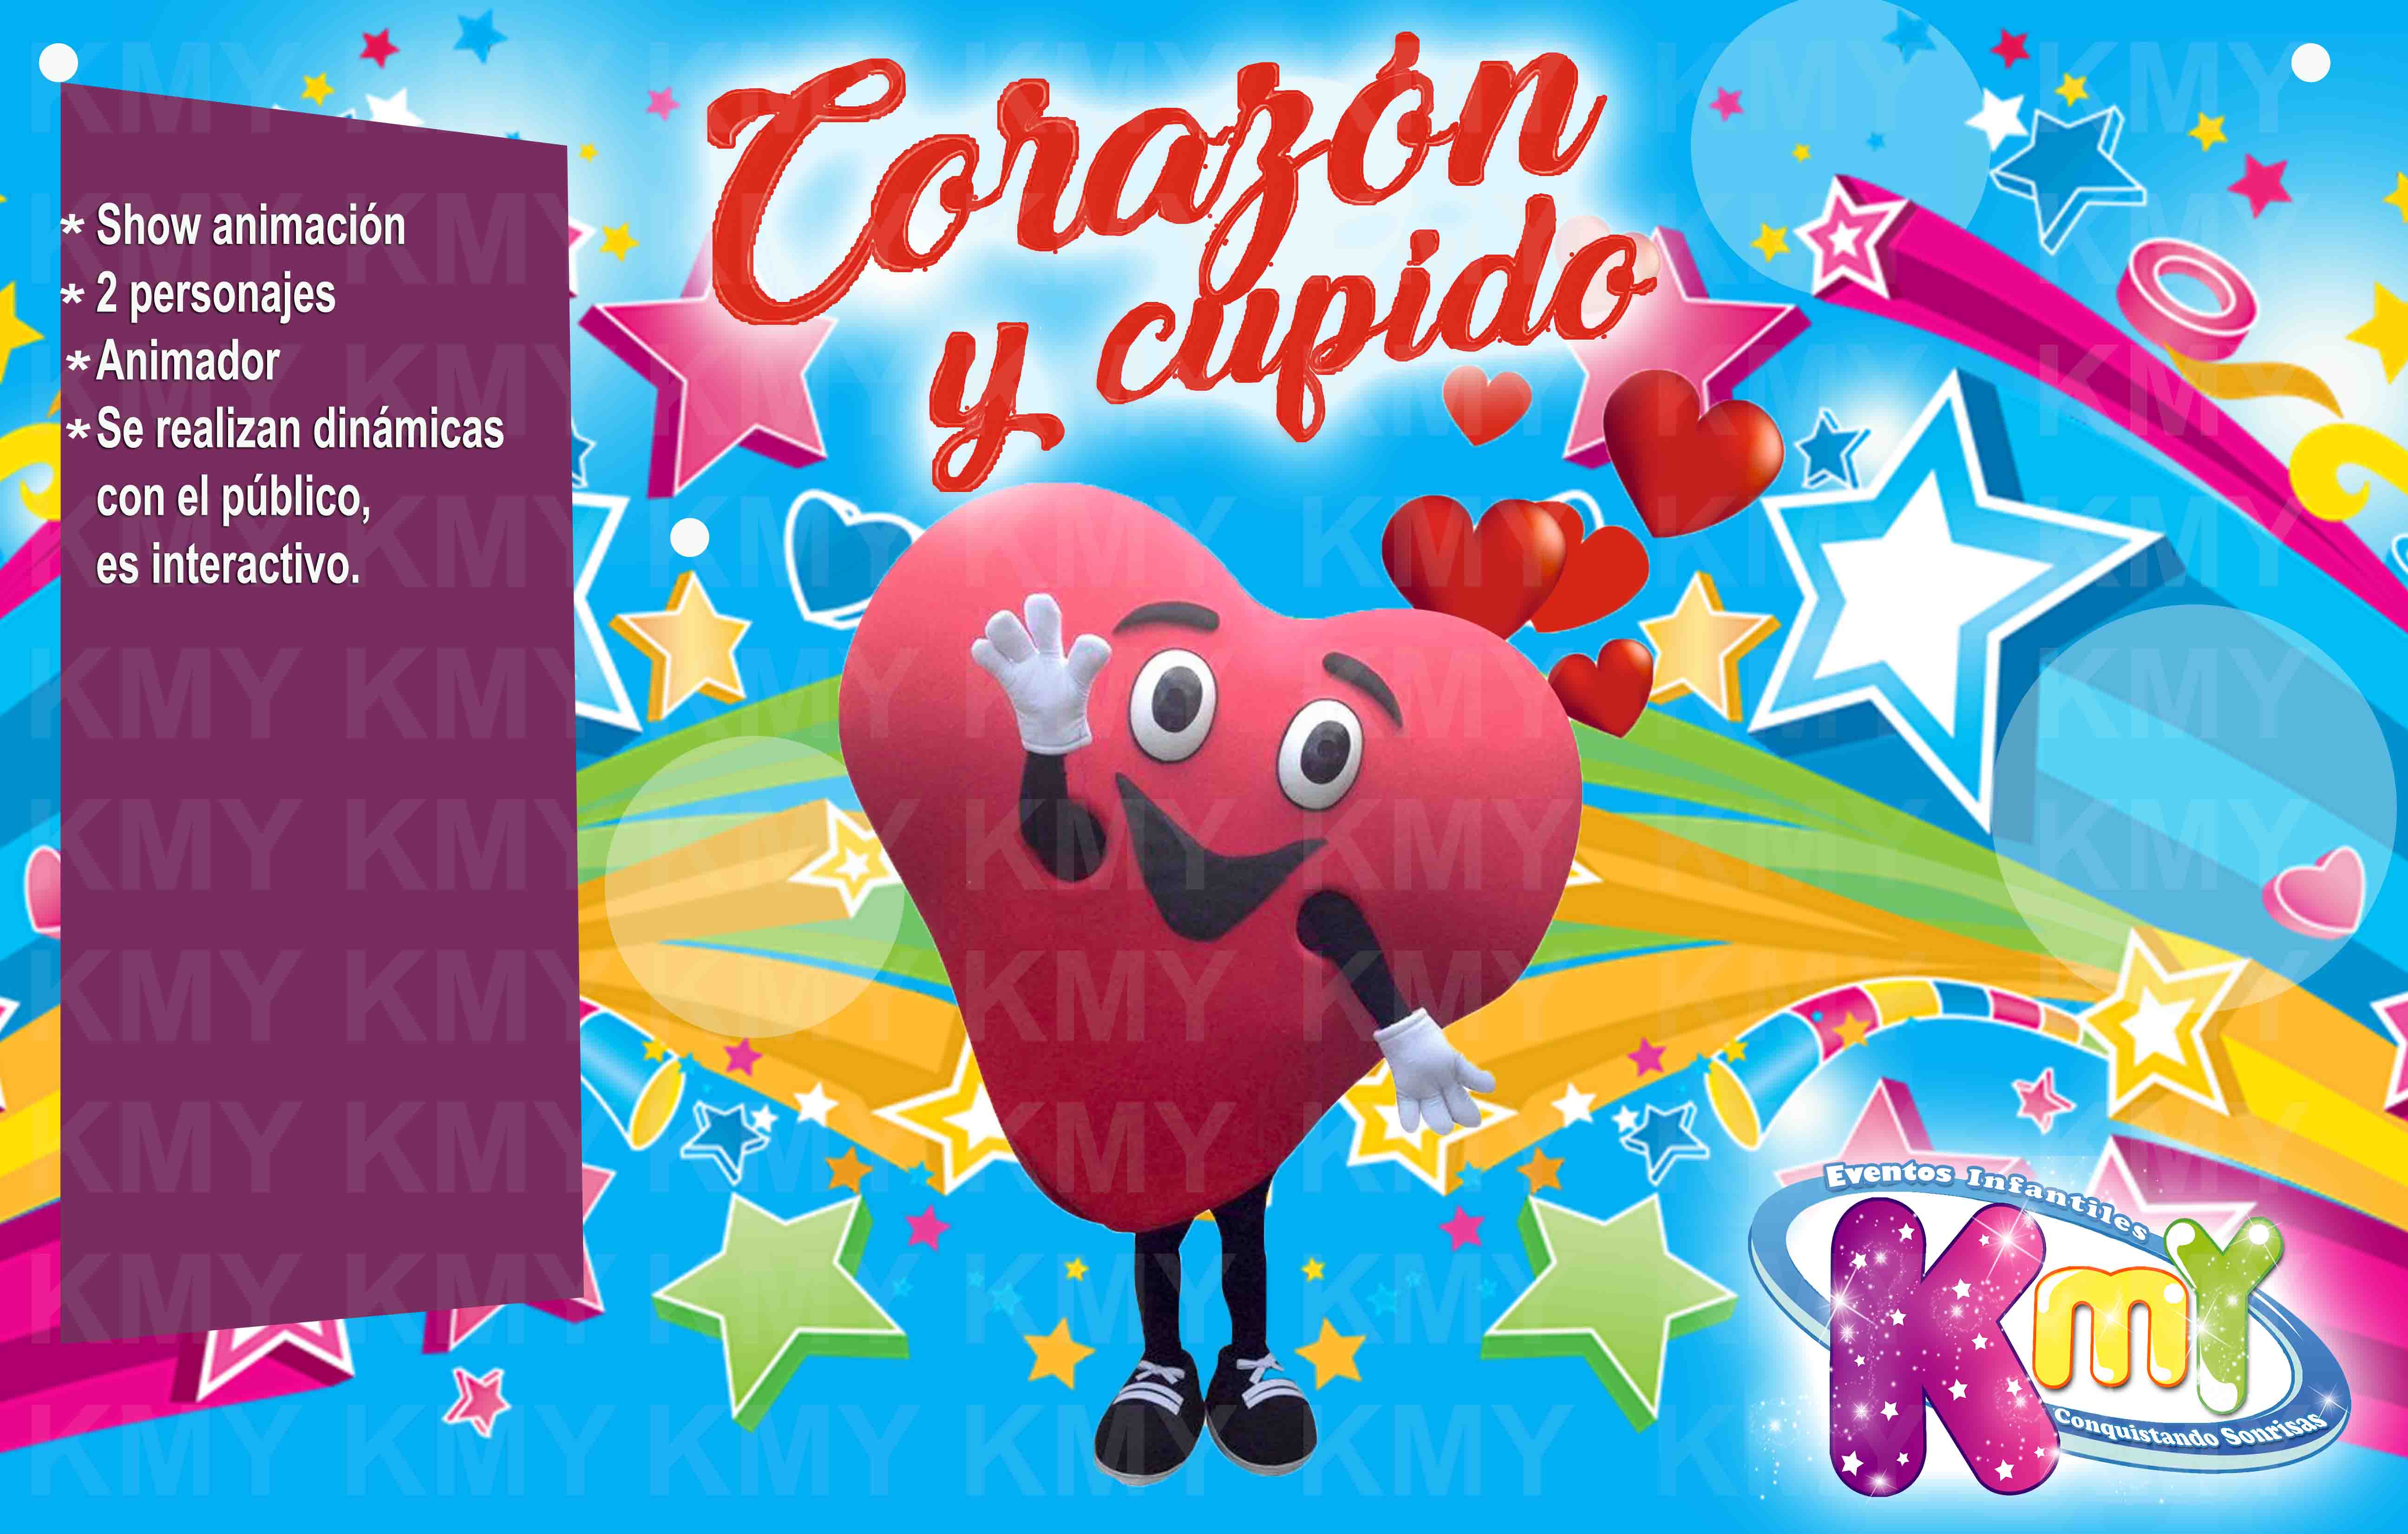 Corazón
y cupido
* Show animación
* 2 personajes
* Animador
* Se realizan dinámicas
con el público,
es interactivo.
Eventos Infantiles
KmY
Conquistando Sonrisas